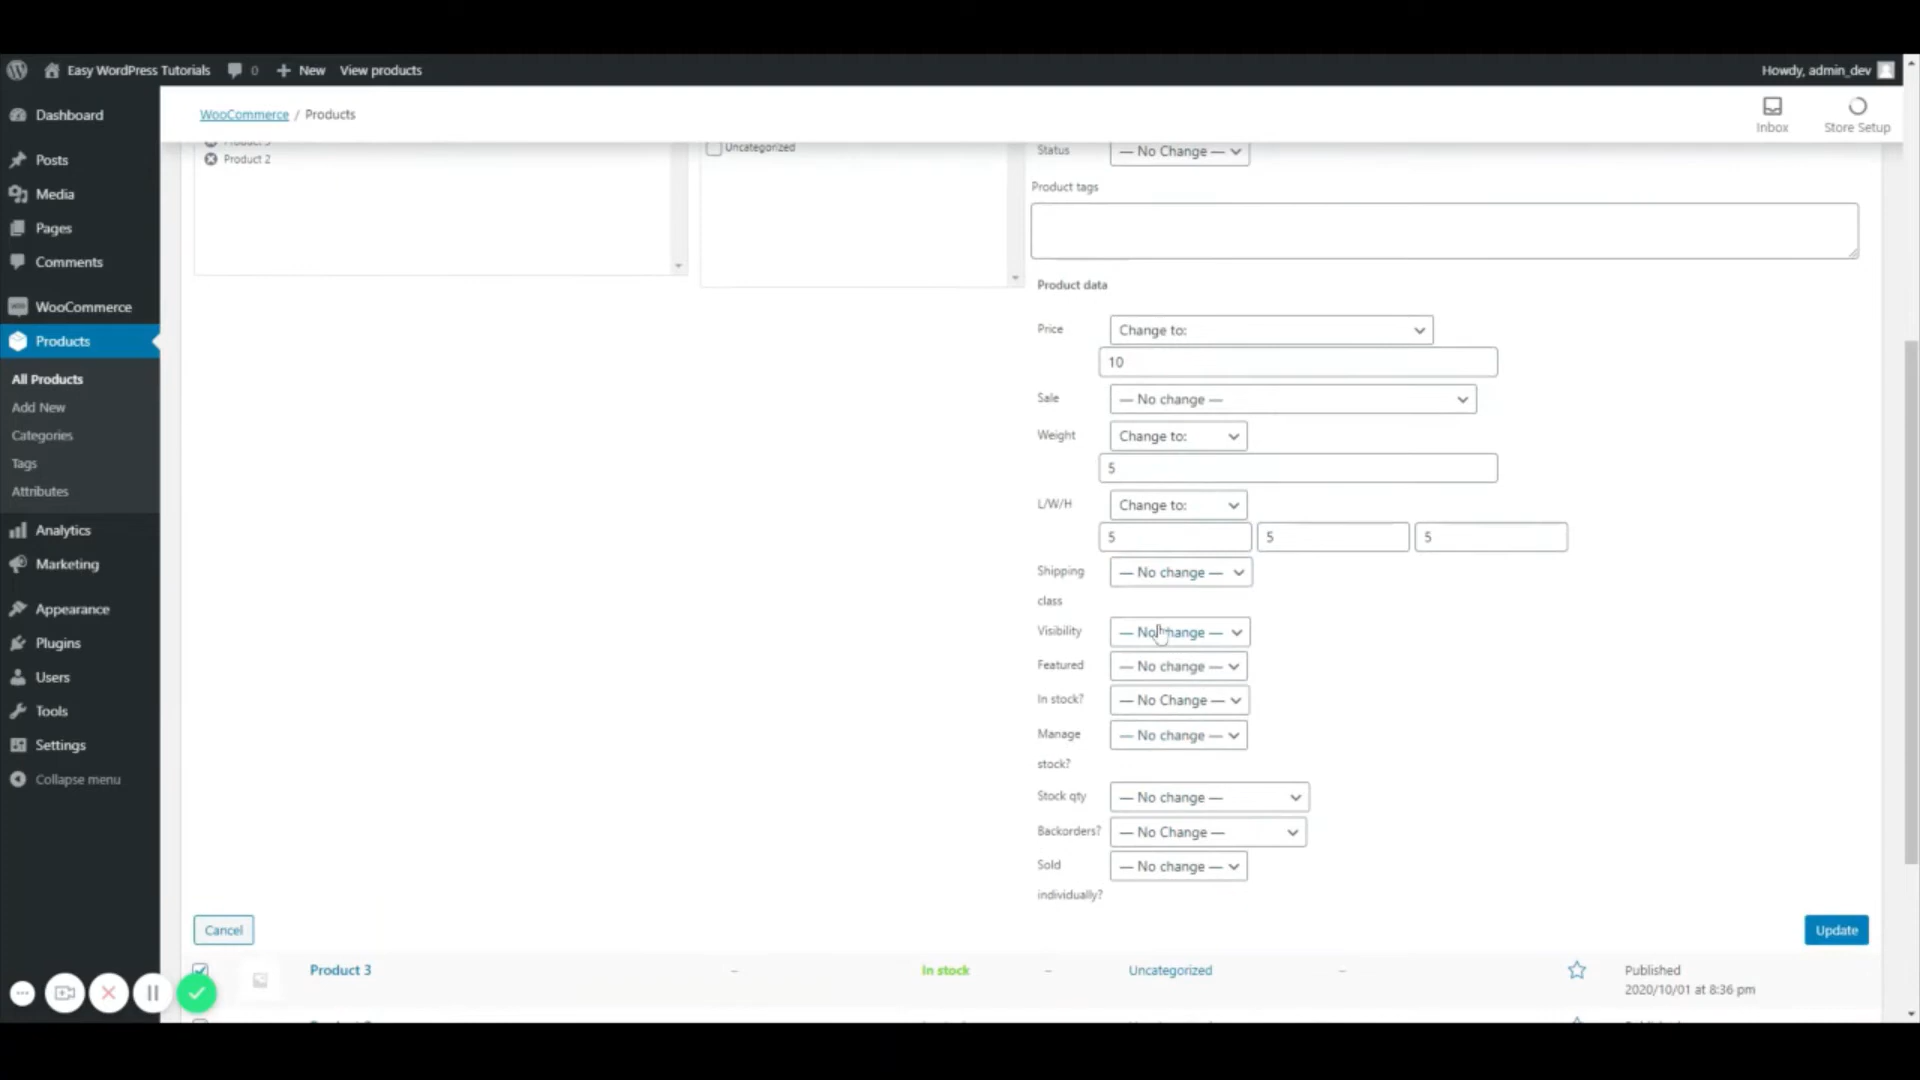 Easy WordPress Tutorials 0 New View products Howdy, admin_dev
WooCommerce / Products
Inbox
Store Setup
Dashboard
Posts
Media
Pages
Comments
WooCommerce
Products
All Products
Add New
Categories
Tags
Attributes
Analytics
Marketing
Appearance
Plugins
Users
Tools
Settings
Collapse menu
Product 2
Uncategorized
Status — No Change —
Product tags
Product data
Price Change to:
10
Sale — No change —
Weight Change to:
5
L/W/H Change to:
5 5 5
Shipping class — No change —
Visibility — No change —
Featured — No change —
In stock? — No Change —
Manage stock? — No change —
Stock qty — No change —
Backorders? — No Change —
Sold individually? — No change —
Cancel Update
Product 3 – In stock – Uncategorized – Published
2020/10/01 at 8:36 pm